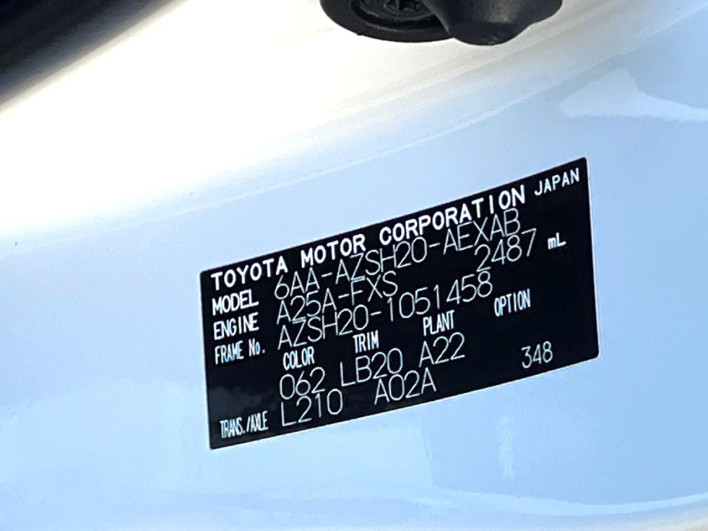 TOYOTA MOTOR CORPORATION JAPAN
MODEL 6AA-AZSH20-AEXAB
ENGINE A25A-FXS 2487 mL
FRAME No. AZSH20-1051458
COLOR TRIM PLANT OPTION
062 LB20 A22 348
TRANS./AXLE L210 A02A